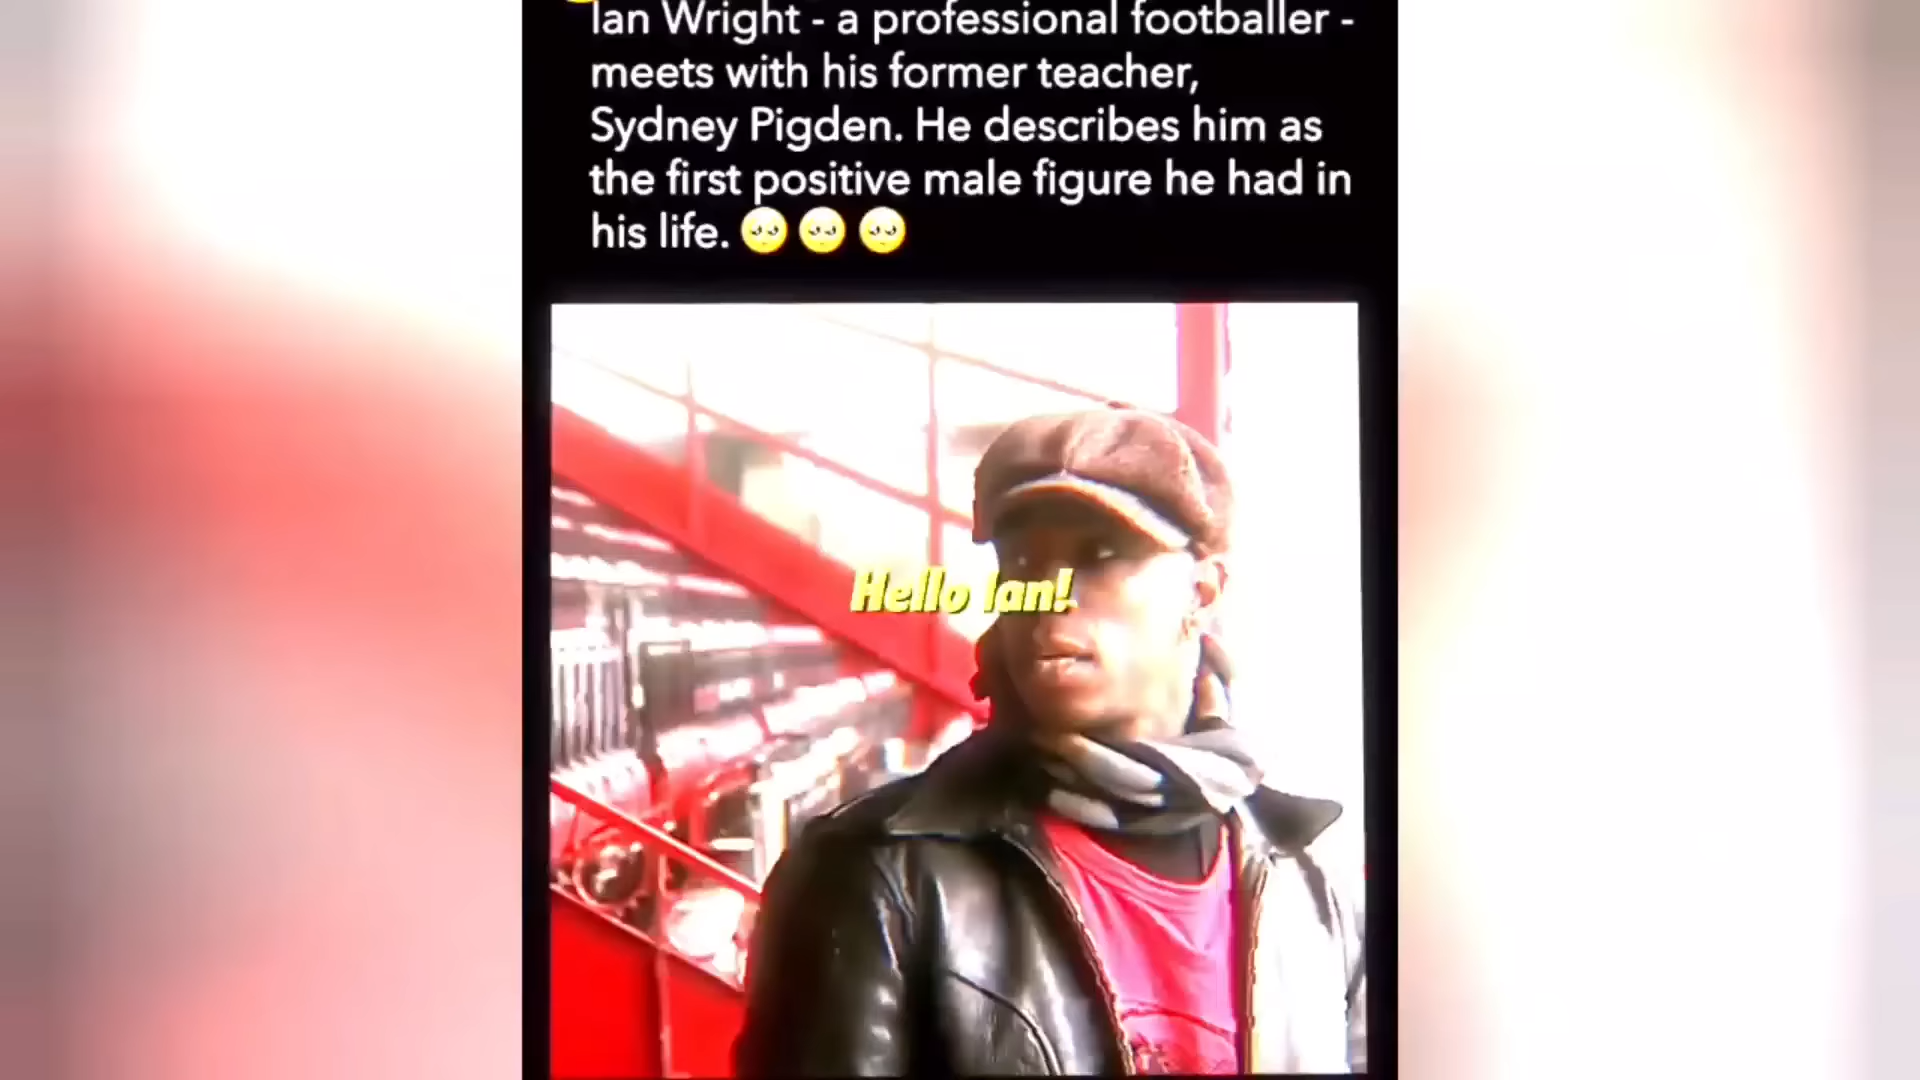 Ian Wright - a professional footballer -
meets with his former teacher,
Sydney Pigden. He describes him as
the first positive male figure he had in
his life. 🥺 🥺 🥺
Hello Ian!